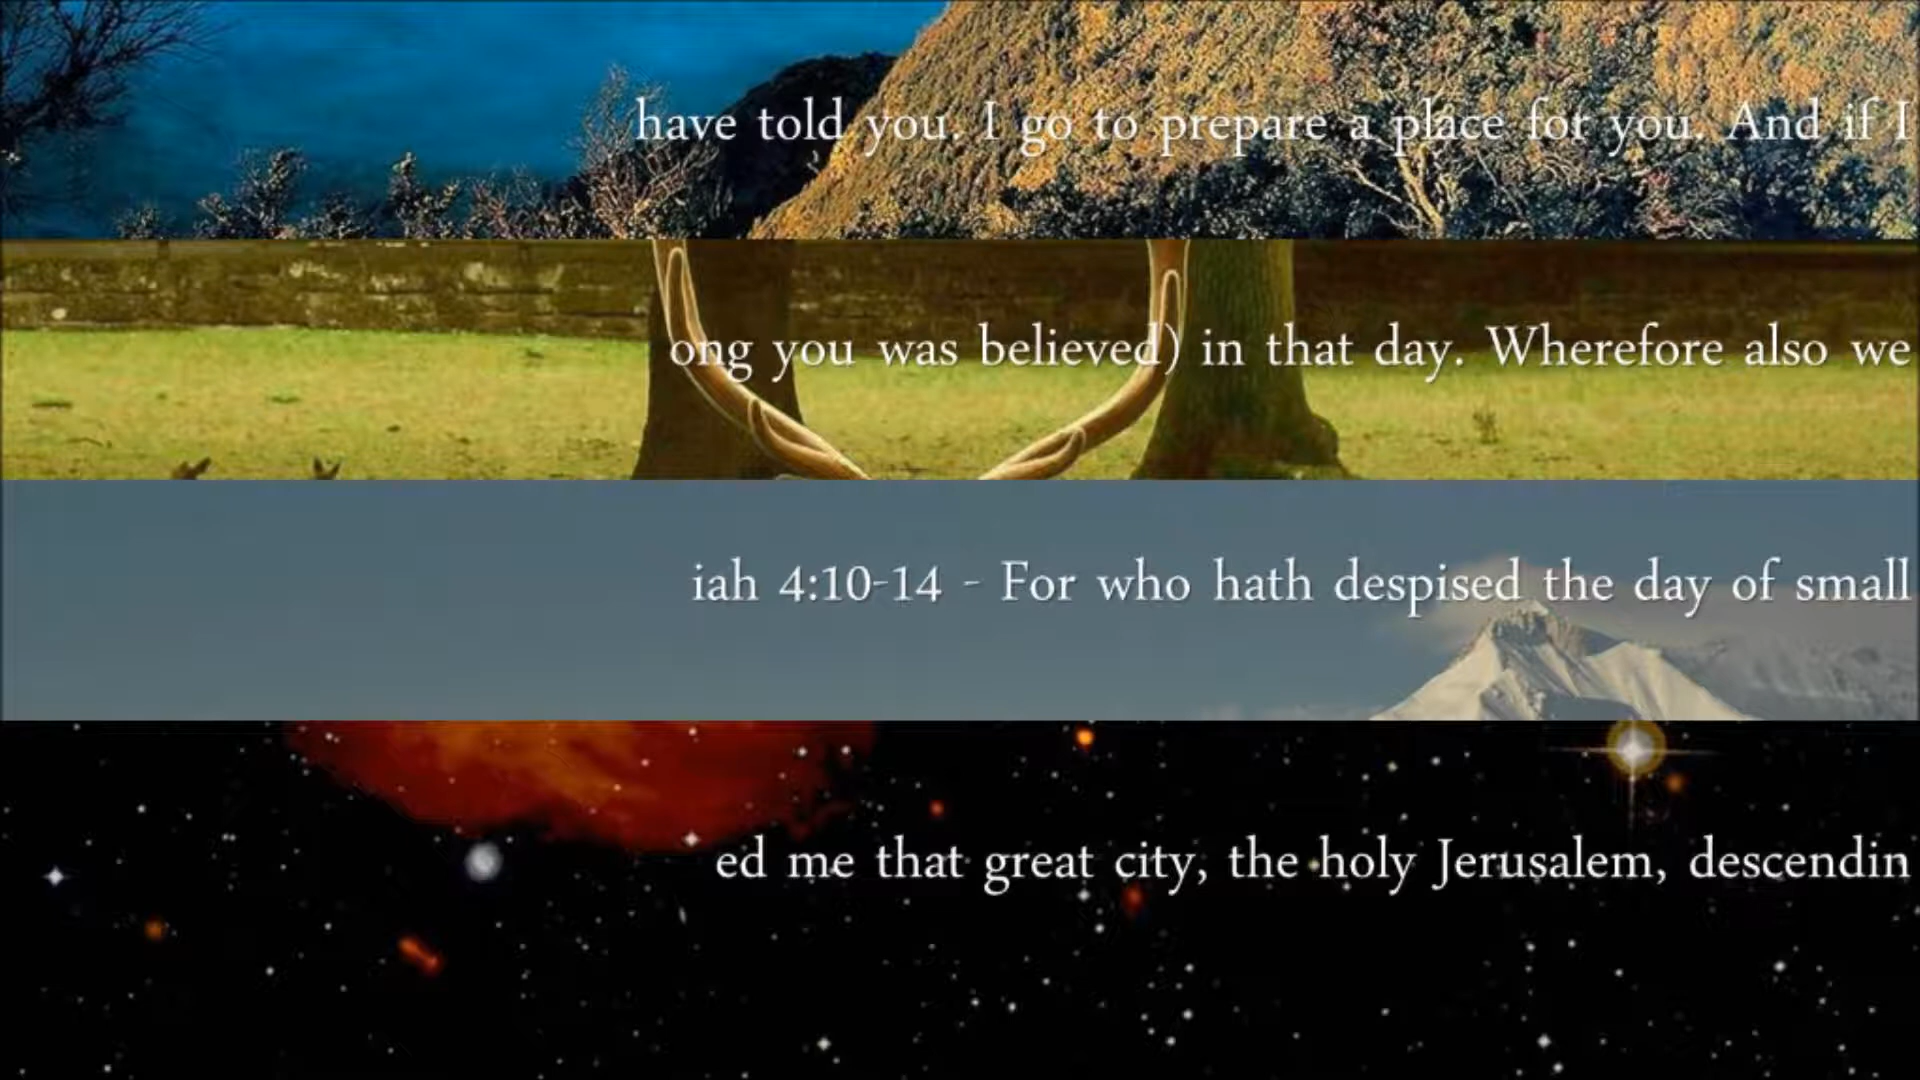 have told you. I go to prepare a place for you. And if I
ong you was believed) in that day. Wherefore also we
iah 4:10-14 - For who hath despised the day of small
ed me that great city, the holy Jerusalem, descendin